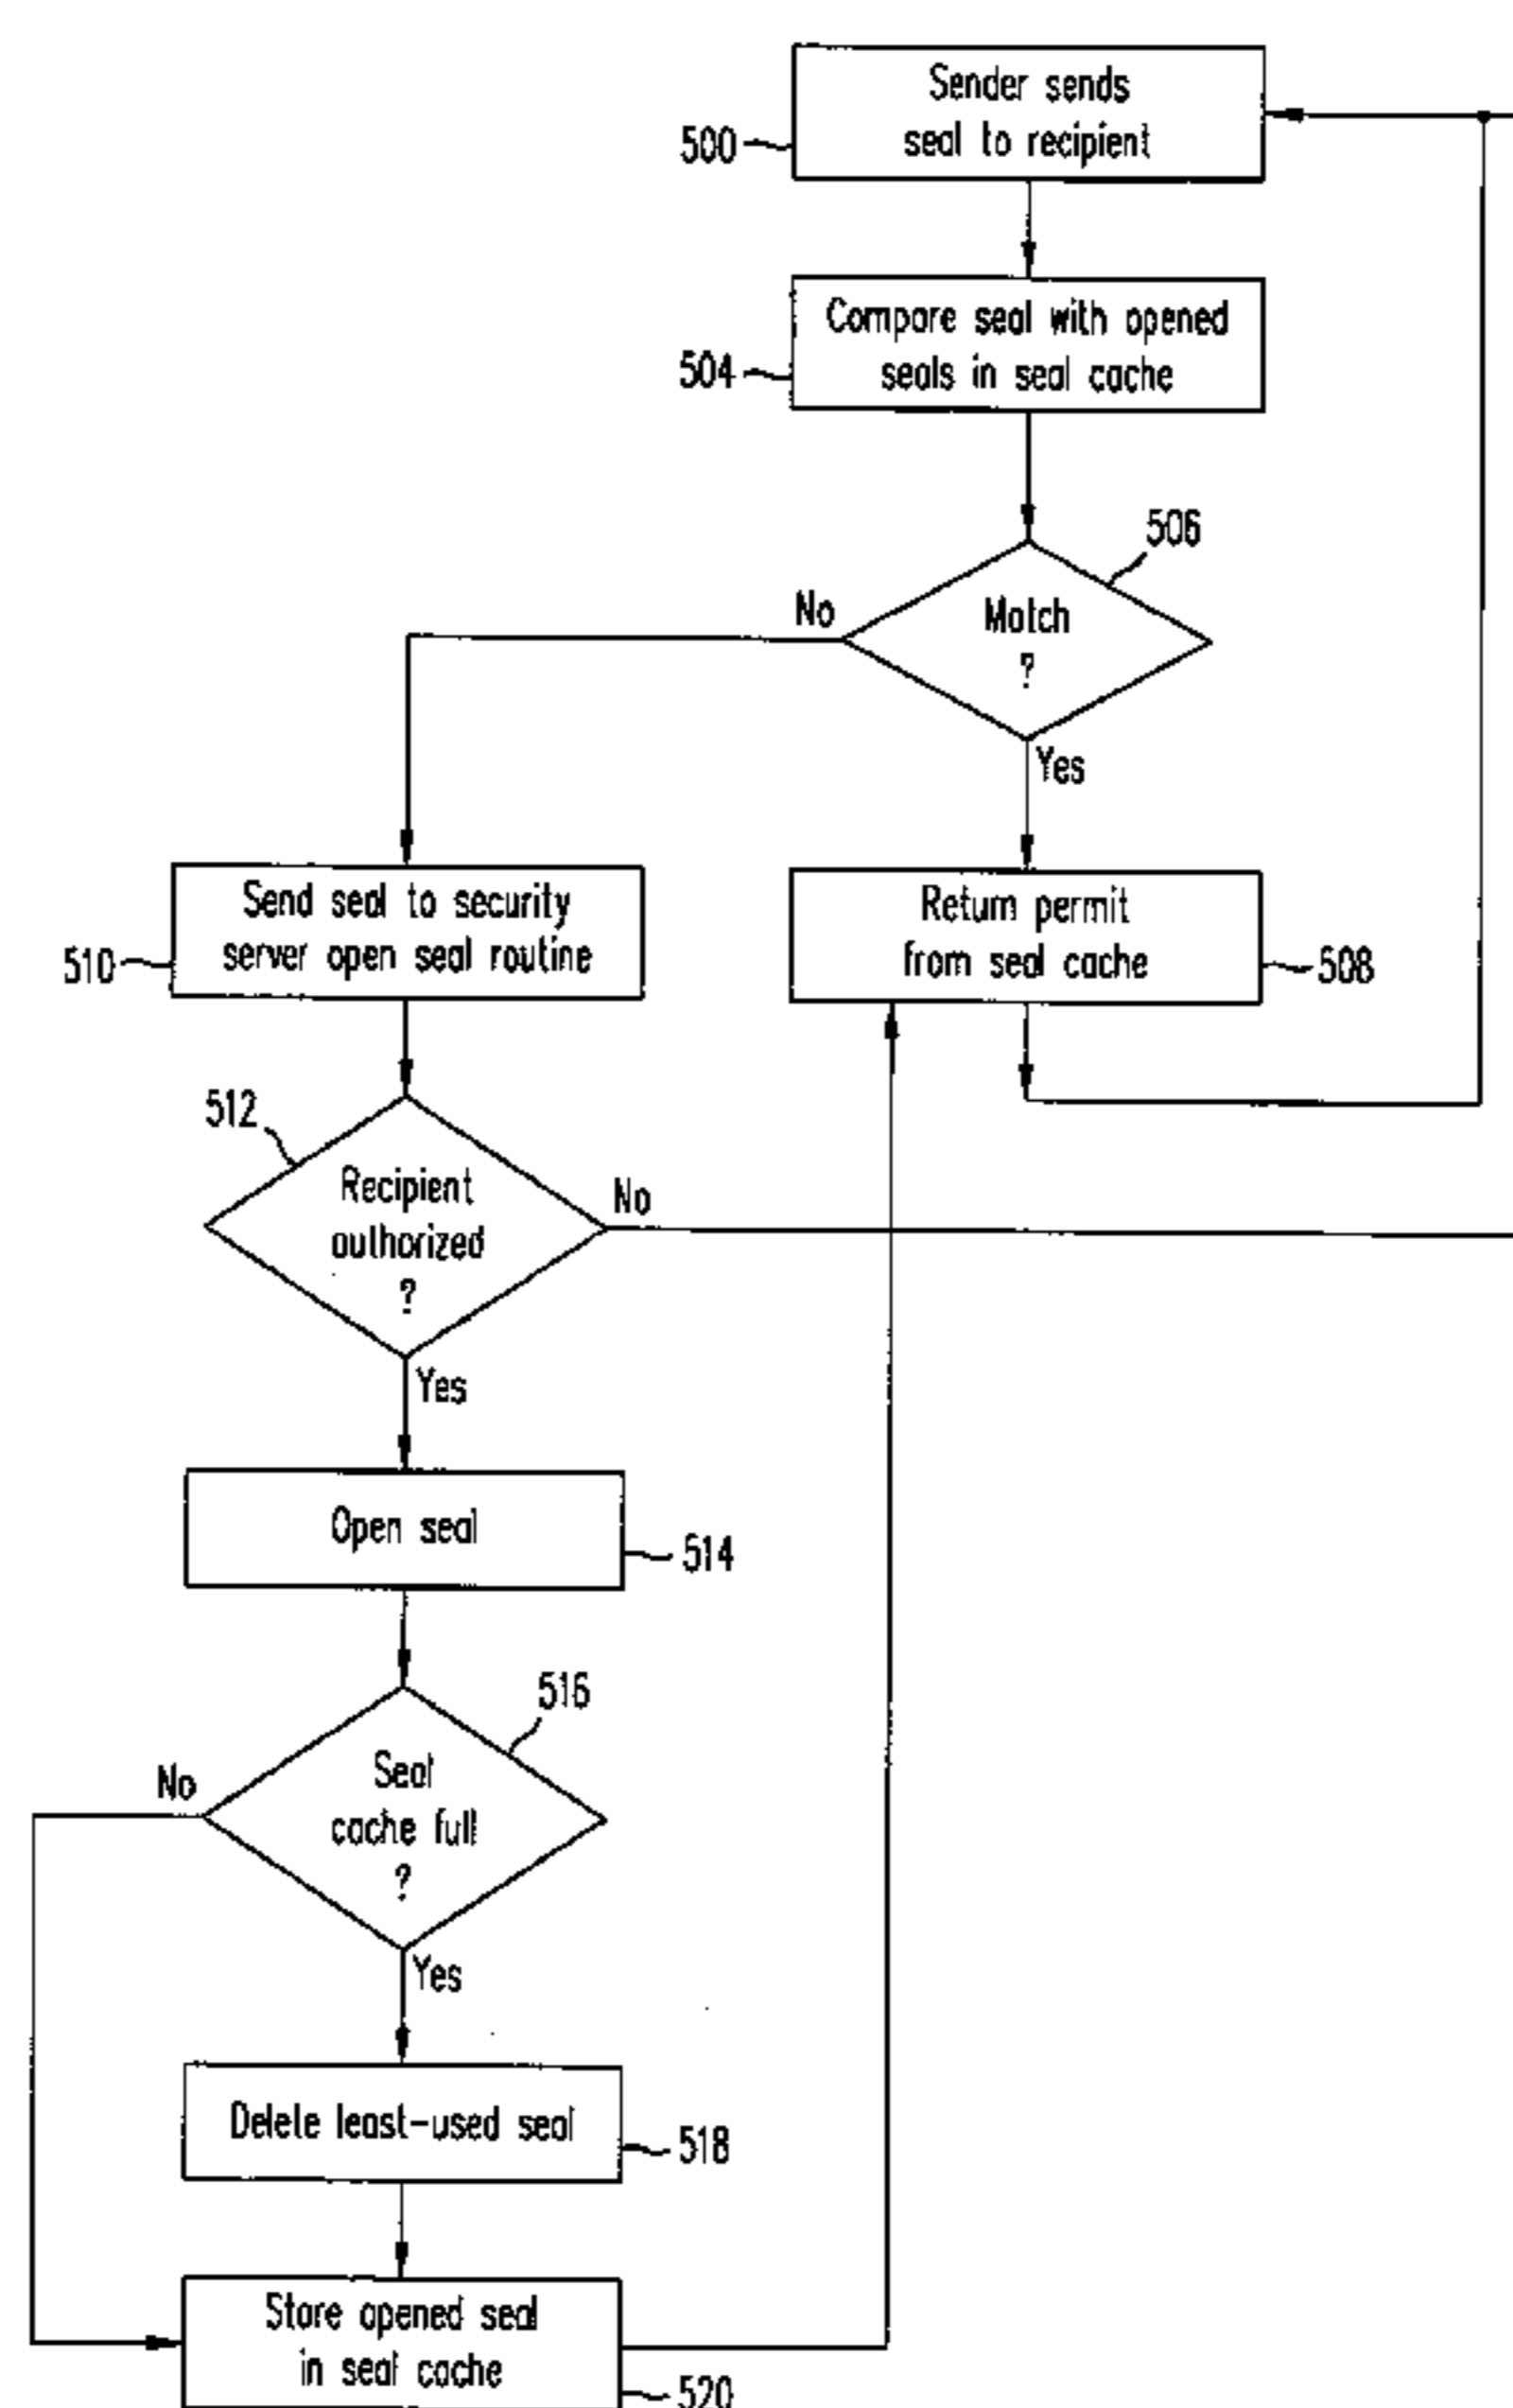 Sender sends
seal to recipient
500
Compare seal with opened
seals in seal cache
504
506
Match
?
No
Yes
Send seal to security
server open seal routine
510
Return permit
from seal cache
508
512
Recipient
authorized
?
No
Yes
Open seal
514
516
Seal
cache full
?
No
Yes
Delete least-used seal
518
Store opened seal
in seal cache
520